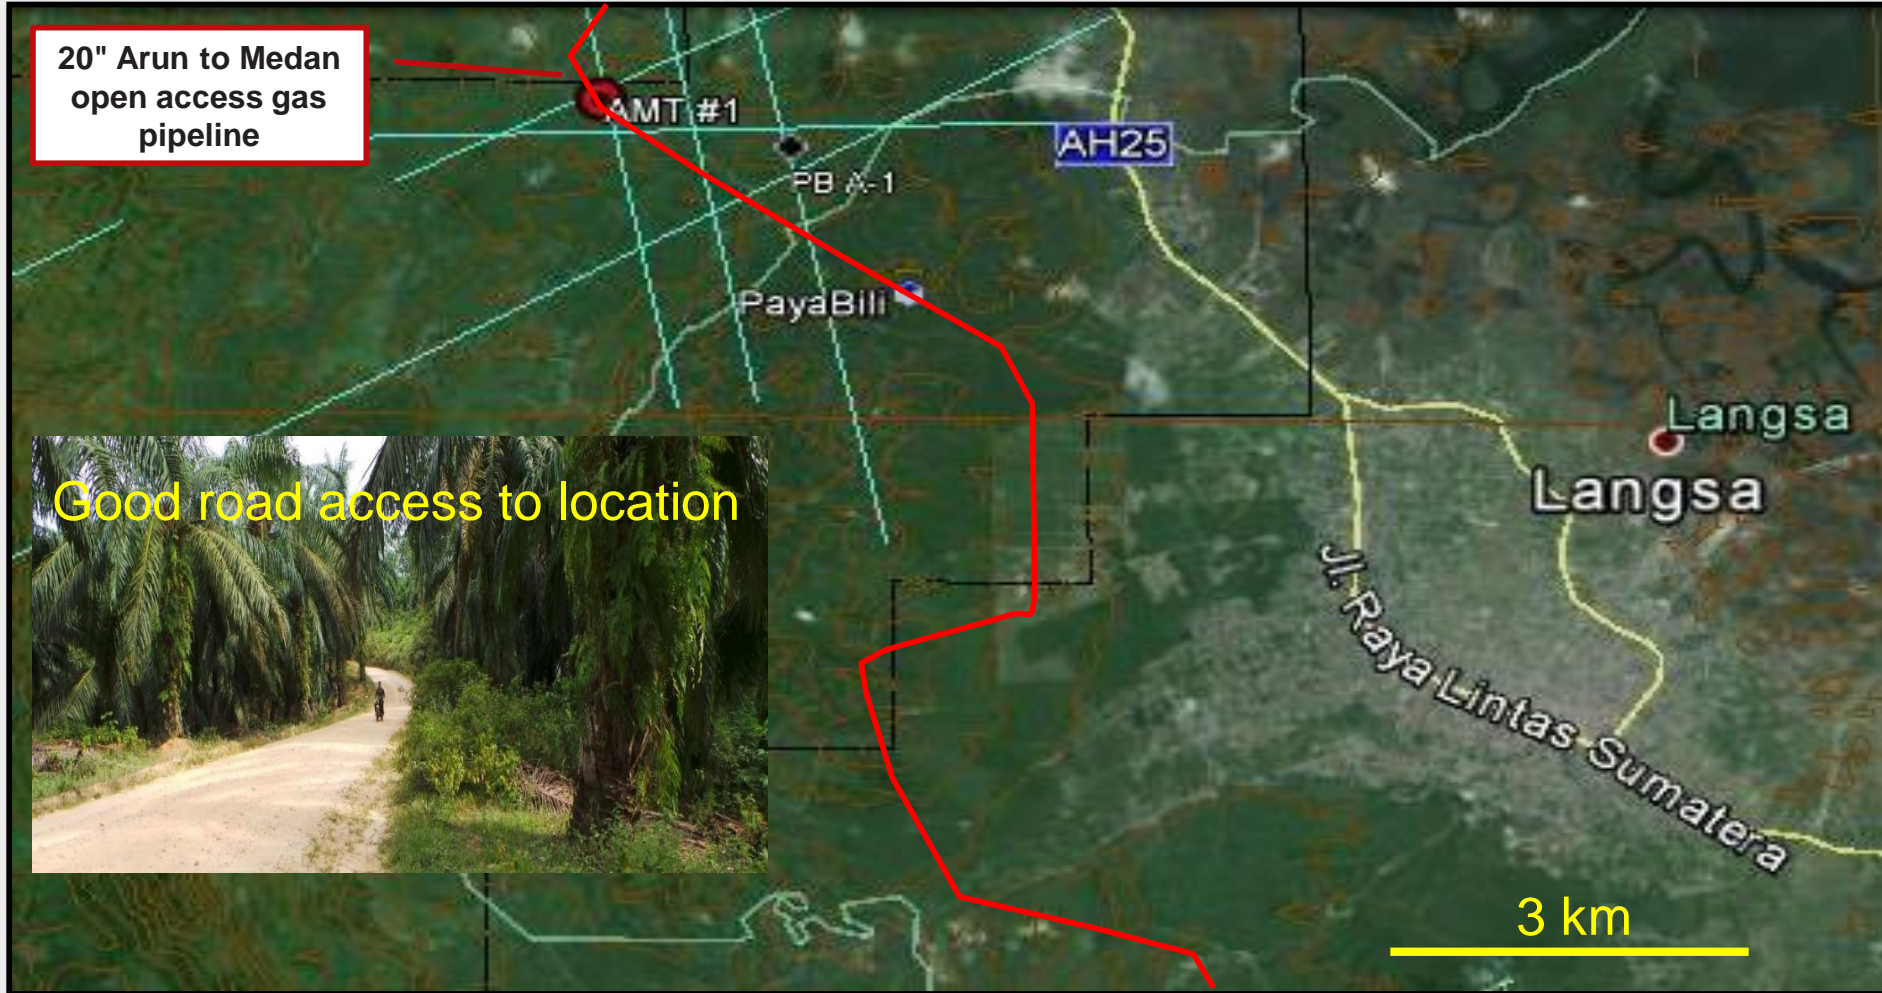 20" Arun to Medan
open access gas
pipeline
AMT #1
AH25
PB A-1
PayaBili
Langsa
Langsa
Good road access to location
Jl. Raya Lintas Sumatera
3 km